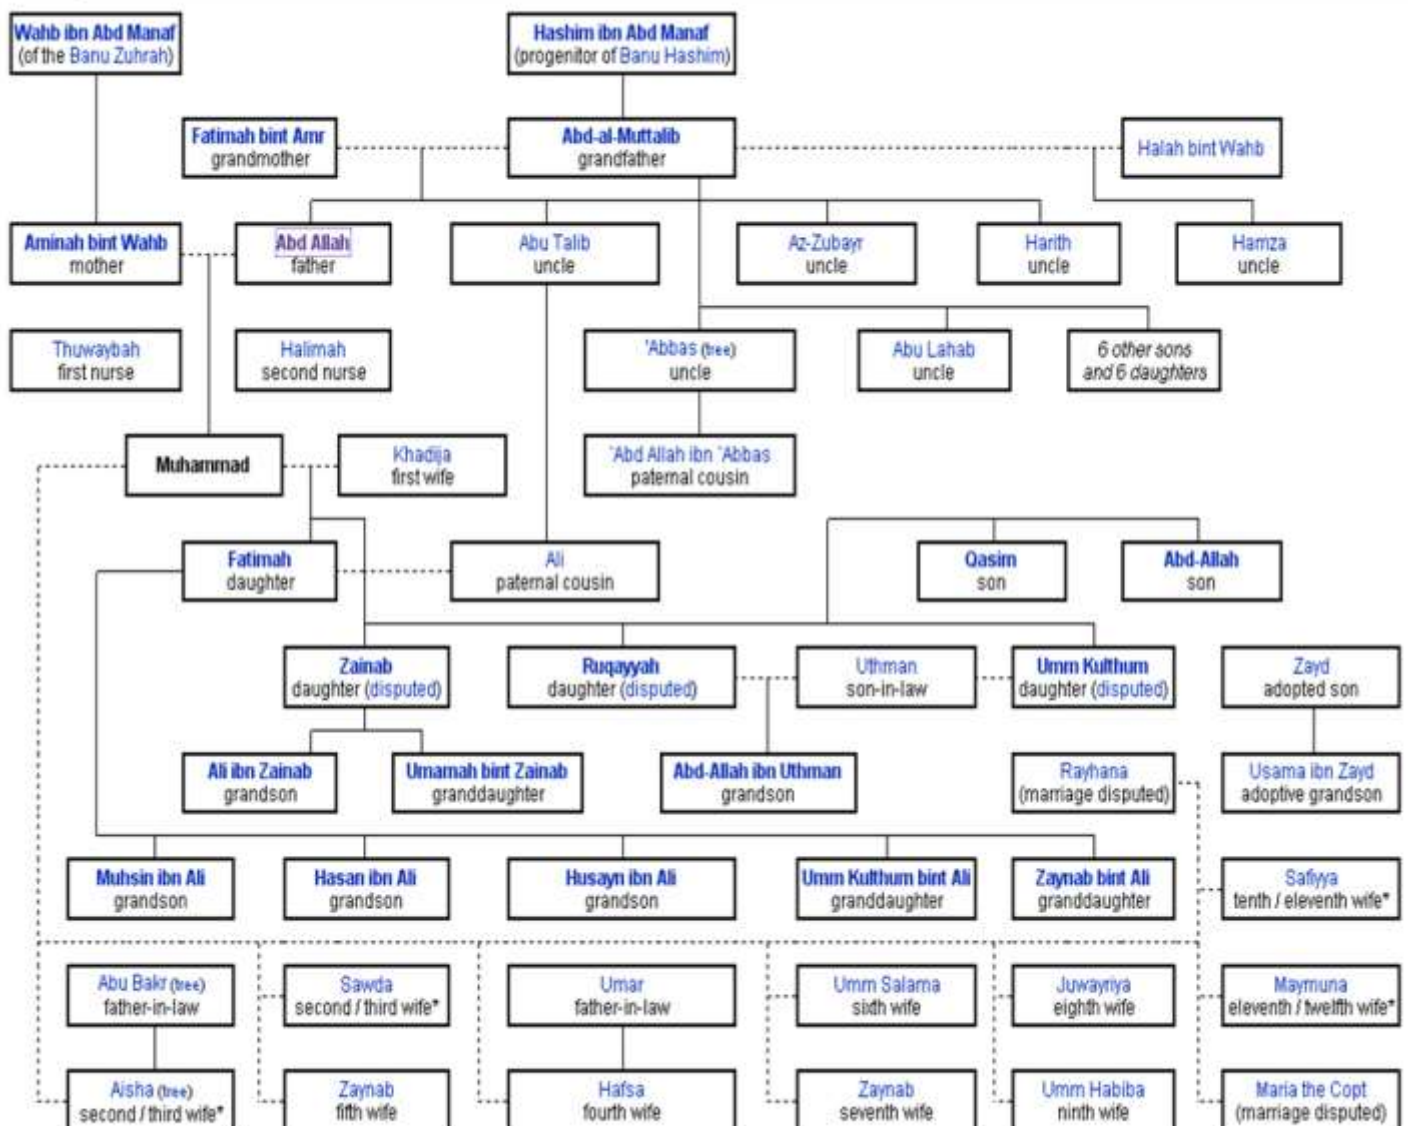 Wahb ibn Abd Manaf
(of the Banu Zuhrah)
Hashim ibn Abd Manaf
(progenitor of Banu Hashim)
Fatimah bint Amr
grandmother
Abd-al-Muttalib
grandfather
Halah bint Wahb
Aminah bint Wahb
mother
Abd Allah
father
Abu Talib
uncle
Az-Zubayr
uncle
Harith
uncle
Hamza
uncle
Thuwaybah
first nurse
Halimah
second nurse
'Abbas (tree)
uncle
Abu Lahab
uncle
6 other sons
and 6 daughters
Muhammad
Khadija
first wife
`Abd Allah ibn `Abbas
paternal cousin
Fatimah
daughter
Ali
paternal cousin
Qasim
son
Abd-Allah
son
Zainab
daughter (disputed)
Ruqayyah
daughter (disputed)
Uthman
son-in-law
Umm Kulthum
daughter (disputed)
Zayd
adopted son
Ali ibn Zainab
grandson
Umamah bint Zainab
granddaughter
Abd-Allah ibn Uthman
grandson
Rayhana
(marriage disputed)
Usama ibn Zayd
adoptive grandson
Muhsin ibn Ali
grandson
Hasan ibn Ali
grandson
Husayn ibn Ali
grandson
Umm Kulthum bint Ali
granddaughter
Zaynab bint Ali
granddaughter
Safiyya
tenth / eleventh wife*
Abu Bakr (tree)
father-in-law
Sawda
second / third wife*
Umar
father-in-law
Umm Salama
sixth wife
Juwayriya
eighth wife
Maymuna
eleventh / twelfth wife*
Aisha (tree)
second / third wife*
Zaynab
fifth wife
Hafsa
fourth wife
Zaynab
seventh wife
Umm Habiba
ninth wife
Maria the Copt
(marriage disputed)